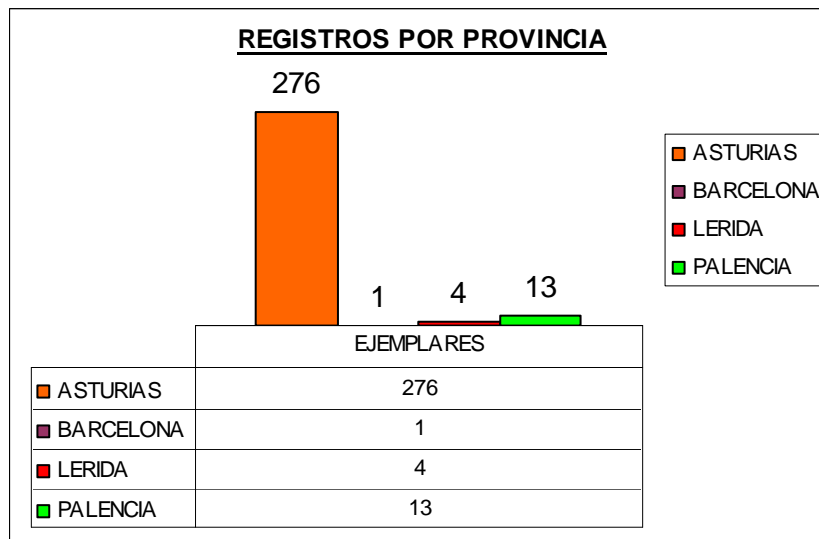 REGISTROS POR PROVINCIA
276
1
4
13
ASTURIAS
BARCELONA
LERIDA
PALENCIA
EJEMPLARES
ASTURIAS 276
BARCELONA 1
LERIDA 4
PALENCIA 13